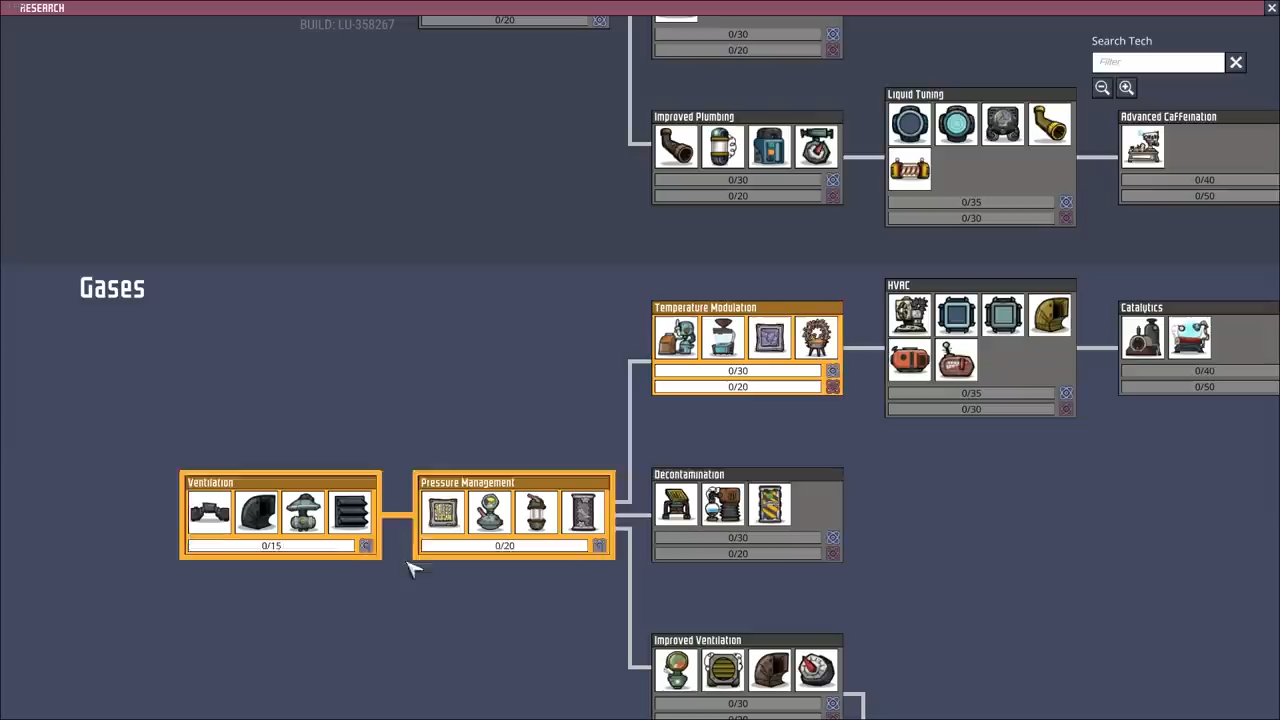 RESEARCH
BUILD: LU-358267
0/20
0/30
0/20
Search Tech
Filter
Improved Plumbing
0/30
0/20
Liquid Tuning
0/35
0/30
Advanced Caffeination
0/40
0/50
Gases
Temperature Modulation
0/30
0/20
HVAC
0/35
0/30
Catalytics
0/40
0/50
Ventilation
0/15
Pressure Management
0/20
Decontamination
0/30
0/20
Improved Ventilation
0/30
0/20